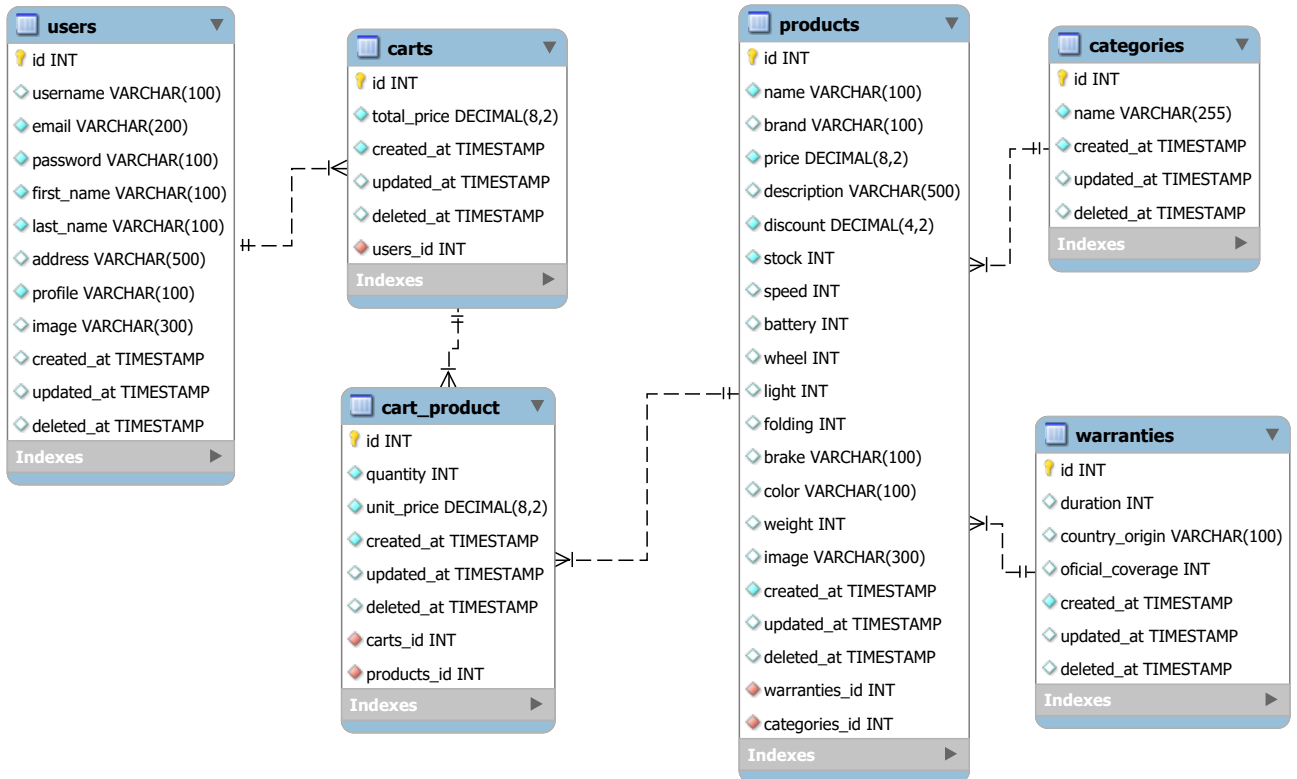 users
id INT
username VARCHAR(100)
email VARCHAR(200)
password VARCHAR(100)
first_name VARCHAR(100)
last_name VARCHAR(100)
address VARCHAR(500)
profile VARCHAR(100)
image VARCHAR(300)
created_at TIMESTAMP
updated_at TIMESTAMP
deleted_at TIMESTAMP
Indexes
carts
id INT
total_price DECIMAL(8,2)
created_at TIMESTAMP
updated_at TIMESTAMP
deleted_at TIMESTAMP
users_id INT
Indexes
cart_product
id INT
quantity INT
unit_price DECIMAL(8,2)
created_at TIMESTAMP
updated_at TIMESTAMP
deleted_at TIMESTAMP
carts_id INT
products_id INT
Indexes
products
id INT
name VARCHAR(100)
brand VARCHAR(100)
price DECIMAL(8,2)
description VARCHAR(500)
discount DECIMAL(4,2)
stock INT
speed INT
battery INT
wheel INT
light INT
folding INT
brake VARCHAR(100)
color VARCHAR(100)
weight INT
image VARCHAR(300)
created_at TIMESTAMP
updated_at TIMESTAMP
deleted_at TIMESTAMP
warranties_id INT
categories_id INT
Indexes
categories
id INT
name VARCHAR(255)
created_at TIMESTAMP
updated_at TIMESTAMP
deleted_at TIMESTAMP
Indexes
warranties
id INT
duration INT
country_origin VARCHAR(100)
oficial_coverage INT
created_at TIMESTAMP
updated_at TIMESTAMP
deleted_at TIMESTAMP
Indexes